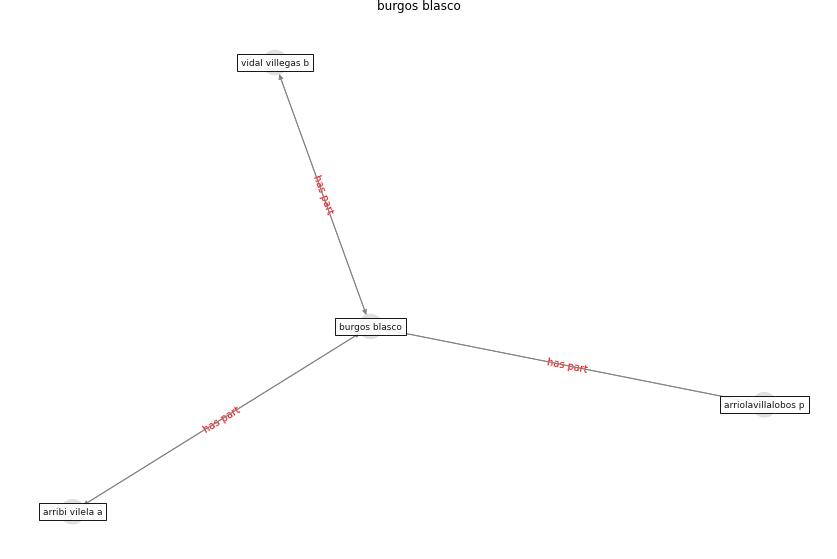 burgos blasco
vidal villegas b
has part
burgos blasco
has part
arriolavillalobos p
has part
arribi vilela a